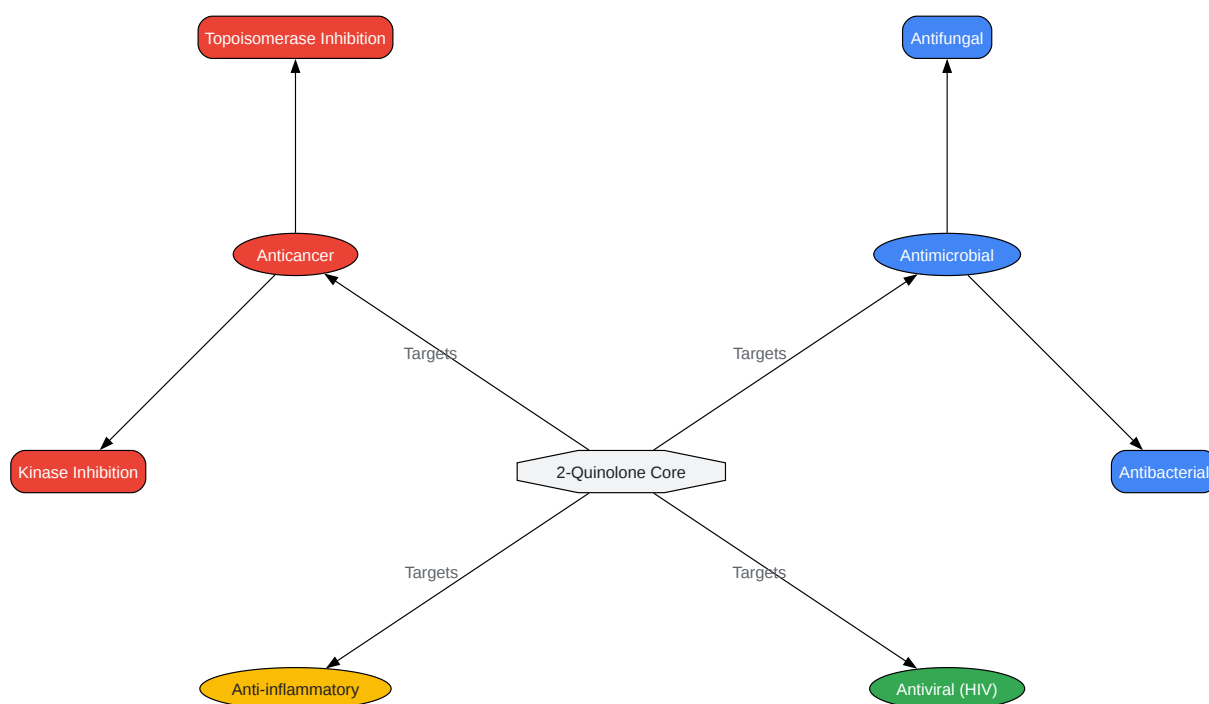 Topoisomerase Inhibition
Antifungal
Anticancer
Antimicrobial
Targets
Targets
Kinase Inhibition
2-Quinolone Core
Antibacterial
Targets
Targets
Anti-inflammatory
Antiviral (HIV)